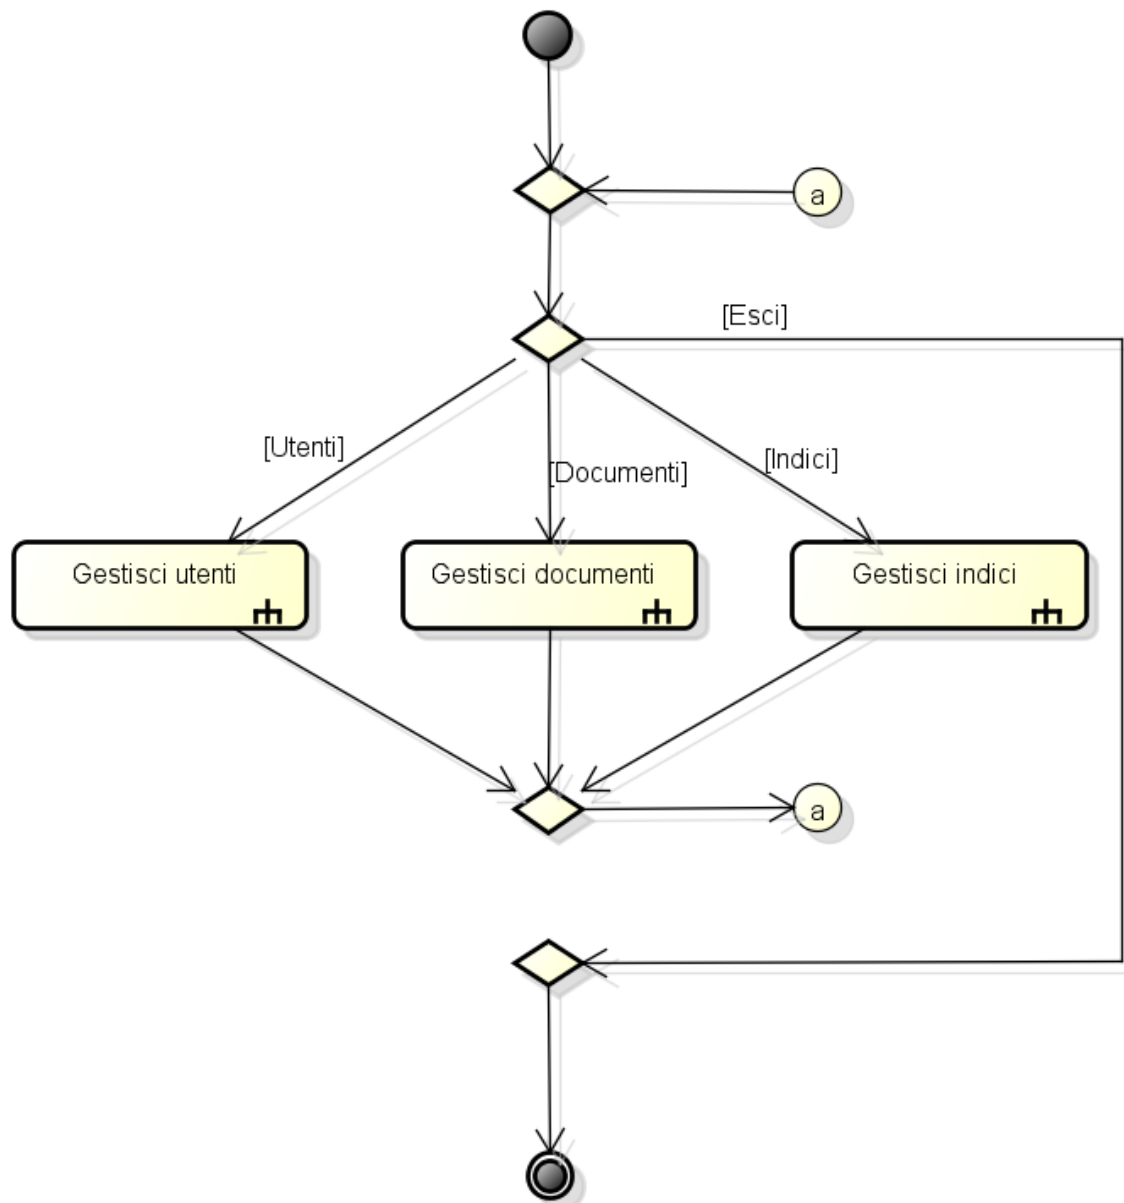 a
[Esci]
[Utenti]
[Documenti]
[Indici]
Gestisci utenti
Gestisci documenti
Gestisci indici
a